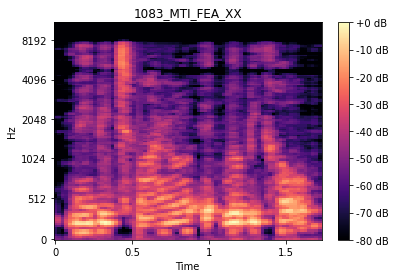 1083_MTI_FEA_XX
+0 dB
8192
-10 dB
4096
-20 dB
-30 dB
2048
Hz
-40 dB
1024
-50 dB
512
-60 dB
-70 dB
0
-80 dB
0
0.5
1
1.5
Time